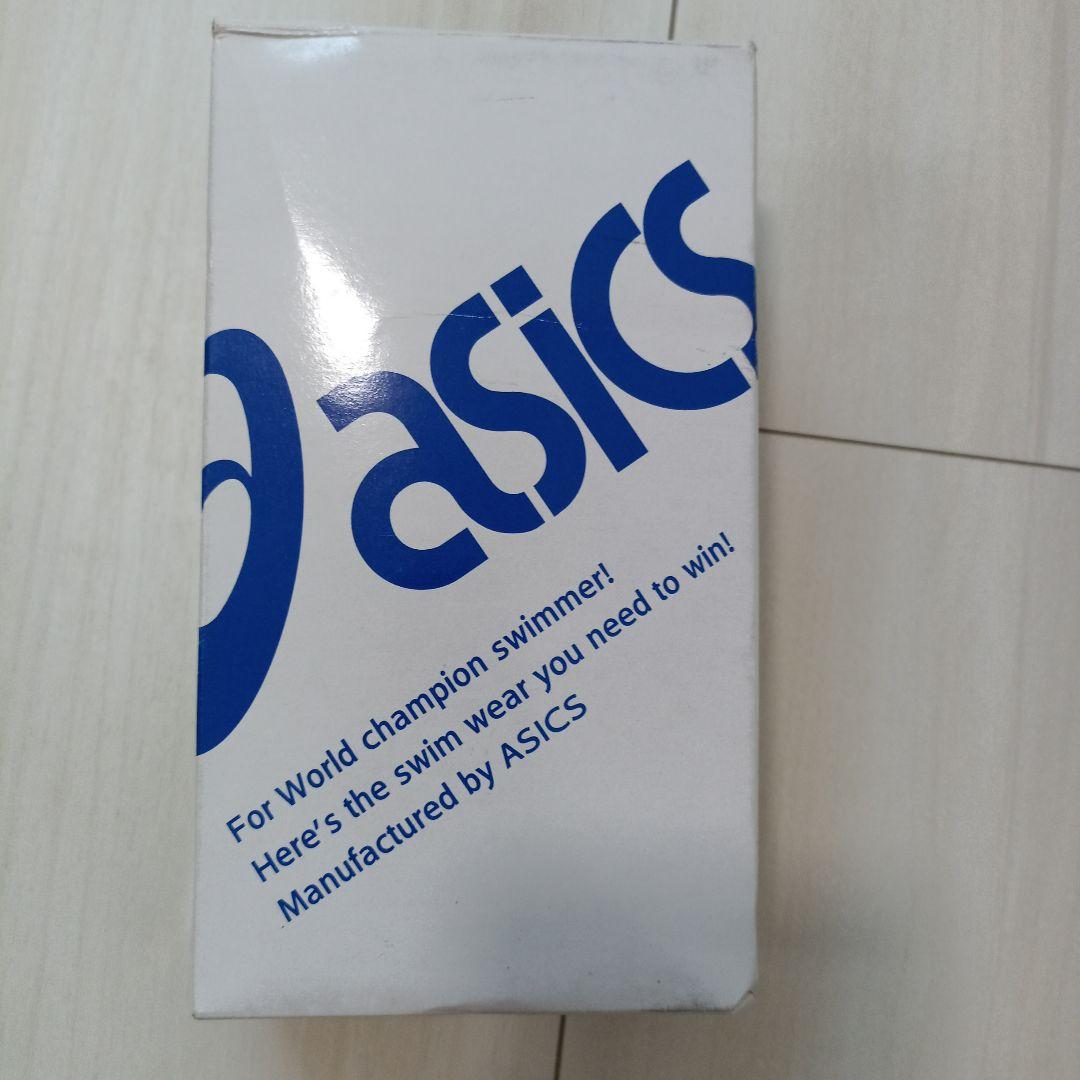 asics
For World champion swimmer!
Here's the swim wear you need to win!
Manufactured by ASICS